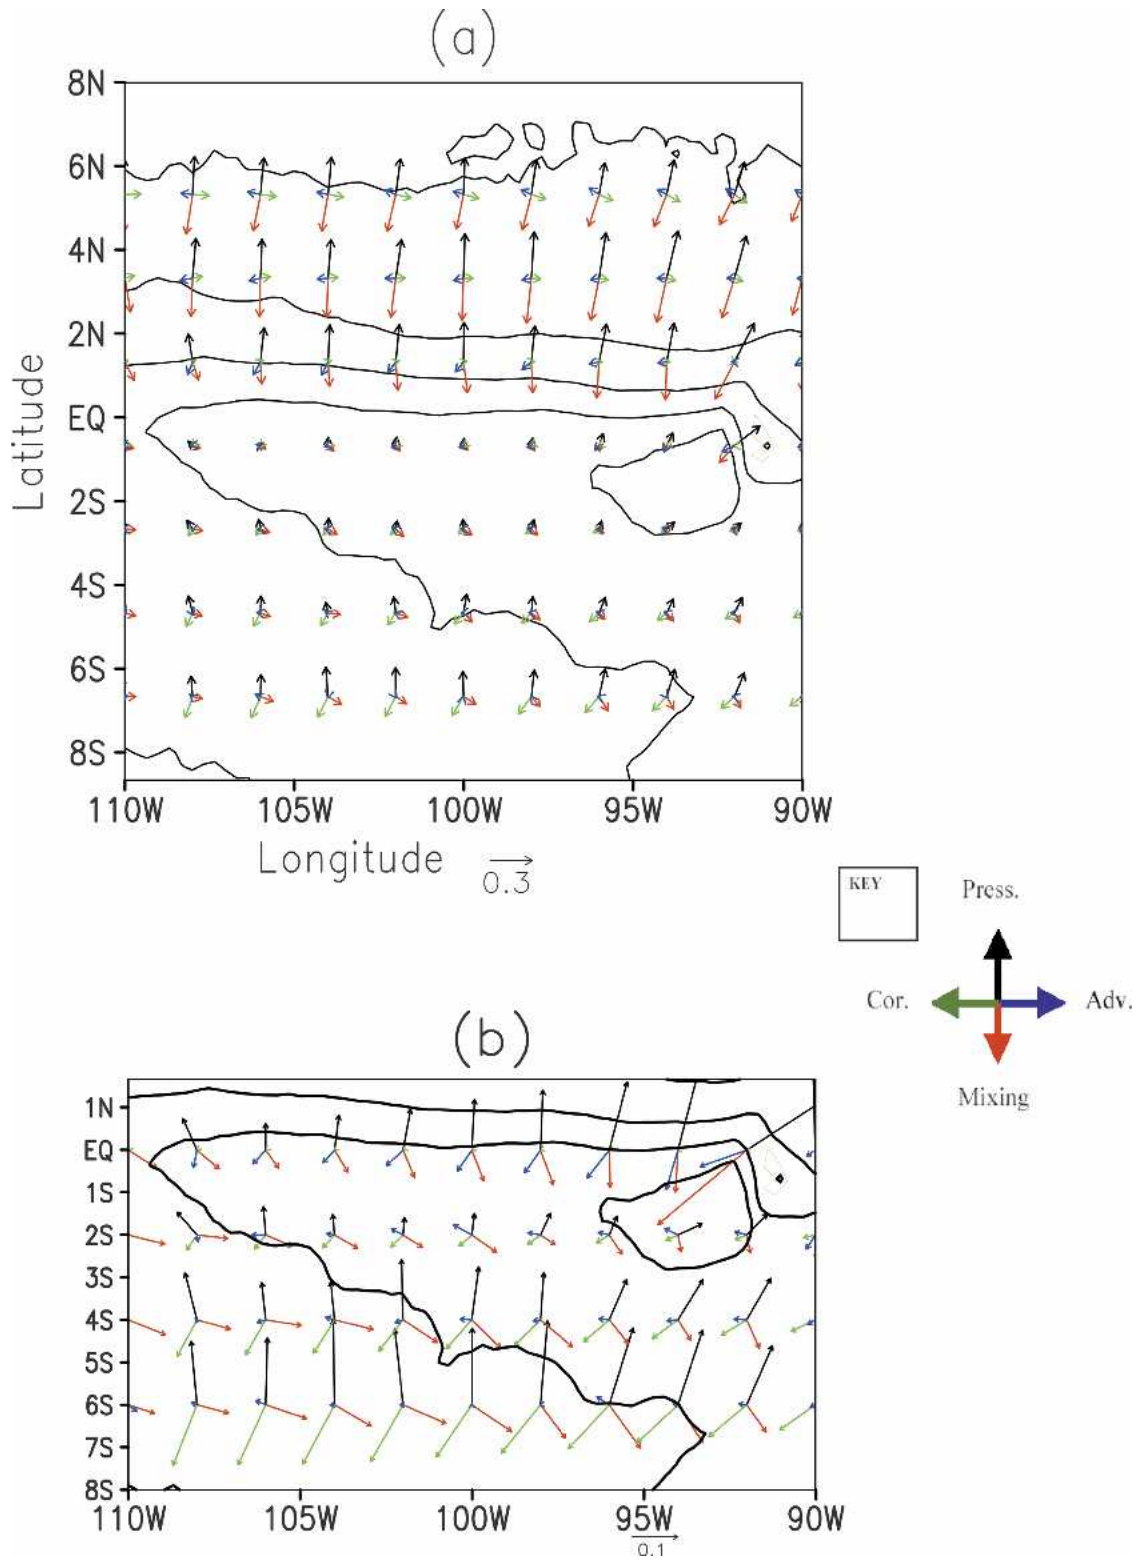 (a)
8N
6N
4N
2N
EQ
2S
4S
6S
8S
Latitude
110W 105W 100W 95W 90W
Longitude 0.3
KEY
Press.
Cor. Adv.
Mixing
(b)
1N
EQ
1S
2S
3S
4S
5S
6S
7S
8S
110W 105W 100W 95W 90W
0.1